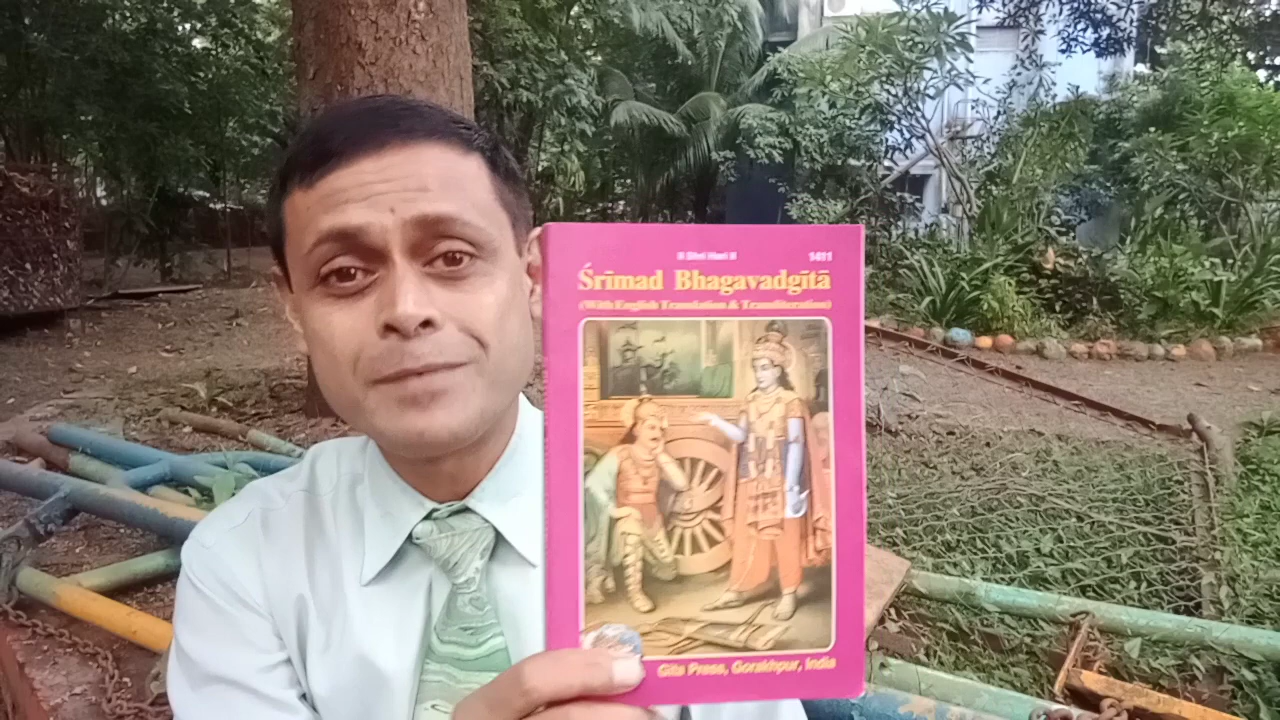 ॥ Shri Hari ॥
1411
Śrīmad Bhagavadgītā
(With English Translation & Transliteration)
Gita Press, Gorakhpur, India